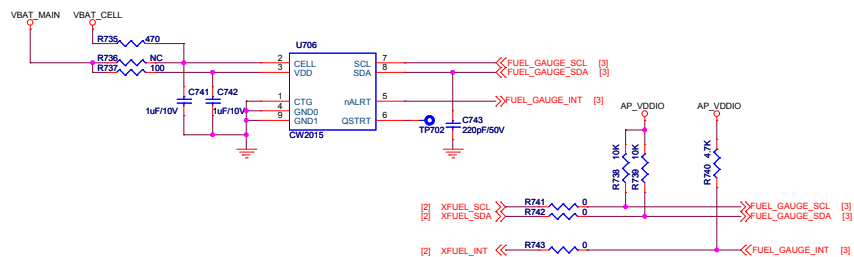 VBAT_MAIN VBAT_CELL
R735 470
R736 NC
R737 100
U706
2 CELL SCL 7 FUEL_GAUGE_SCL [3]
3 VDD SDA 8 FUEL_GAUGE_SDA [3]
C741 C742
1uF/10V 1uF/10V
1 CTG nALRT 5 FUEL_GAUGE_INT [3]
4 GND0
9 GND1 QSTRT 6
TP702
CW2015
C743
220pF/50V
AP_VDDIO AP_VDDIO
R738 10K
R739 10K
R740 4.7K
[2] XFUEL_SCL R741 0 FUEL_GAUGE_SCL [3]
[2] XFUEL_SDA R742 0 FUEL_GAUGE_SDA [3]
[2] XFUEL_INT R743 0 FUEL_GAUGE_INT [3]